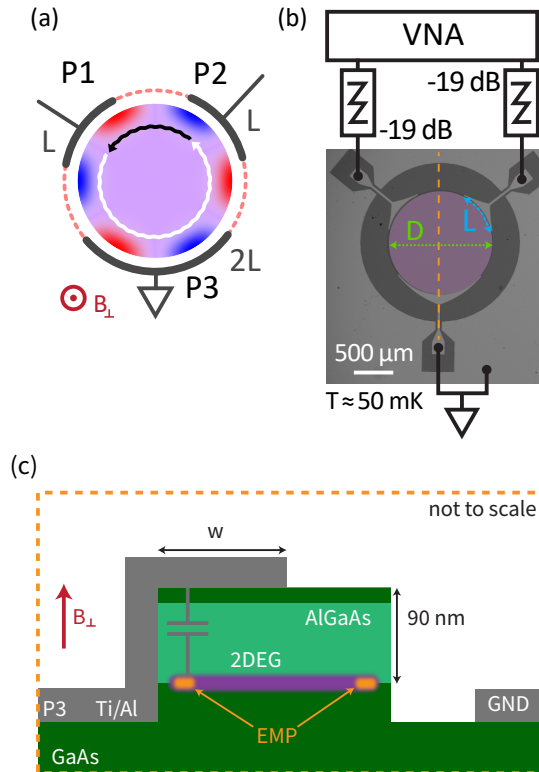 (a)
P1
P2
L
L
2L
P3
B⊥
(b)
VNA
-19 dB
-19 dB
L
D
500 µm
T ≈ 50 mK
(c)
not to scale
w
B⊥
AlGaAs
90 nm
2DEG
P3
Ti/Al
EMP
GND
GaAs